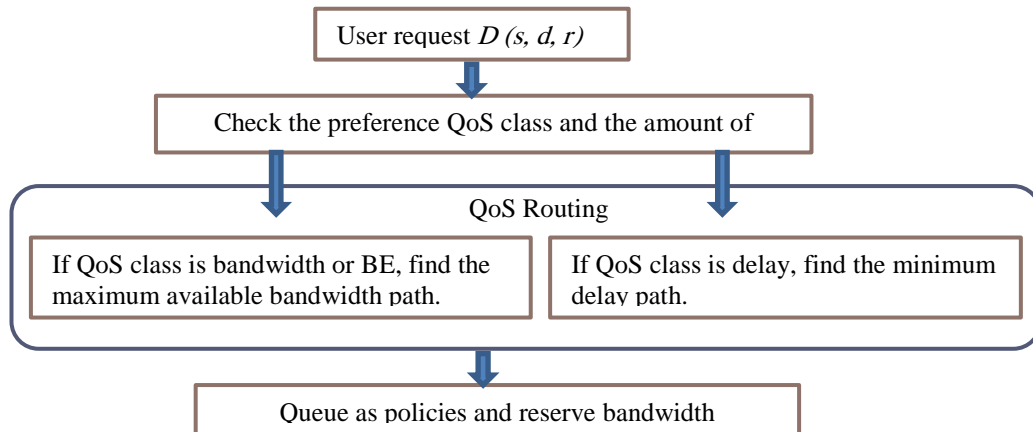 User request D (s, d, r)
Check the preference QoS class and the amount of
QoS Routing
If QoS class is bandwidth or BE, find the
maximum available bandwidth path.
If QoS class is delay, find the minimum
delay path.
Queue as policies and reserve bandwidth